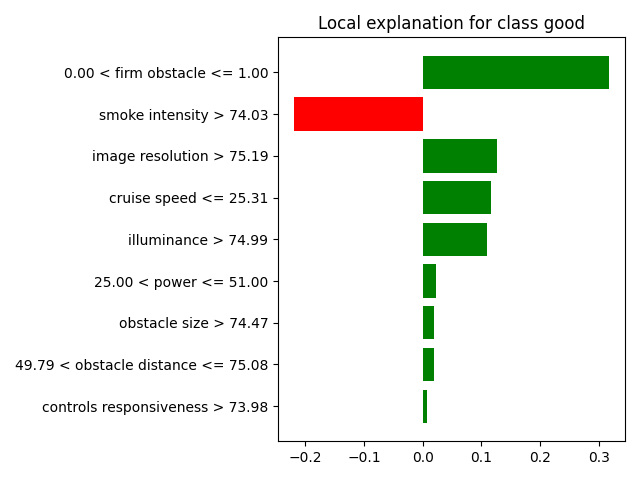 Local explanation for class good
0.00 < firm obstacle <= 1.00
smoke intensity > 74.03
image resolution > 75.19
cruise speed <= 25.31
illuminance > 74.99
25.00 < power <= 51.00
obstacle size > 74.47
49.79 < obstacle distance <= 75.08
controls responsiveness > 73.98
−0.2 −0.1 0.0 0.1 0.2 0.3